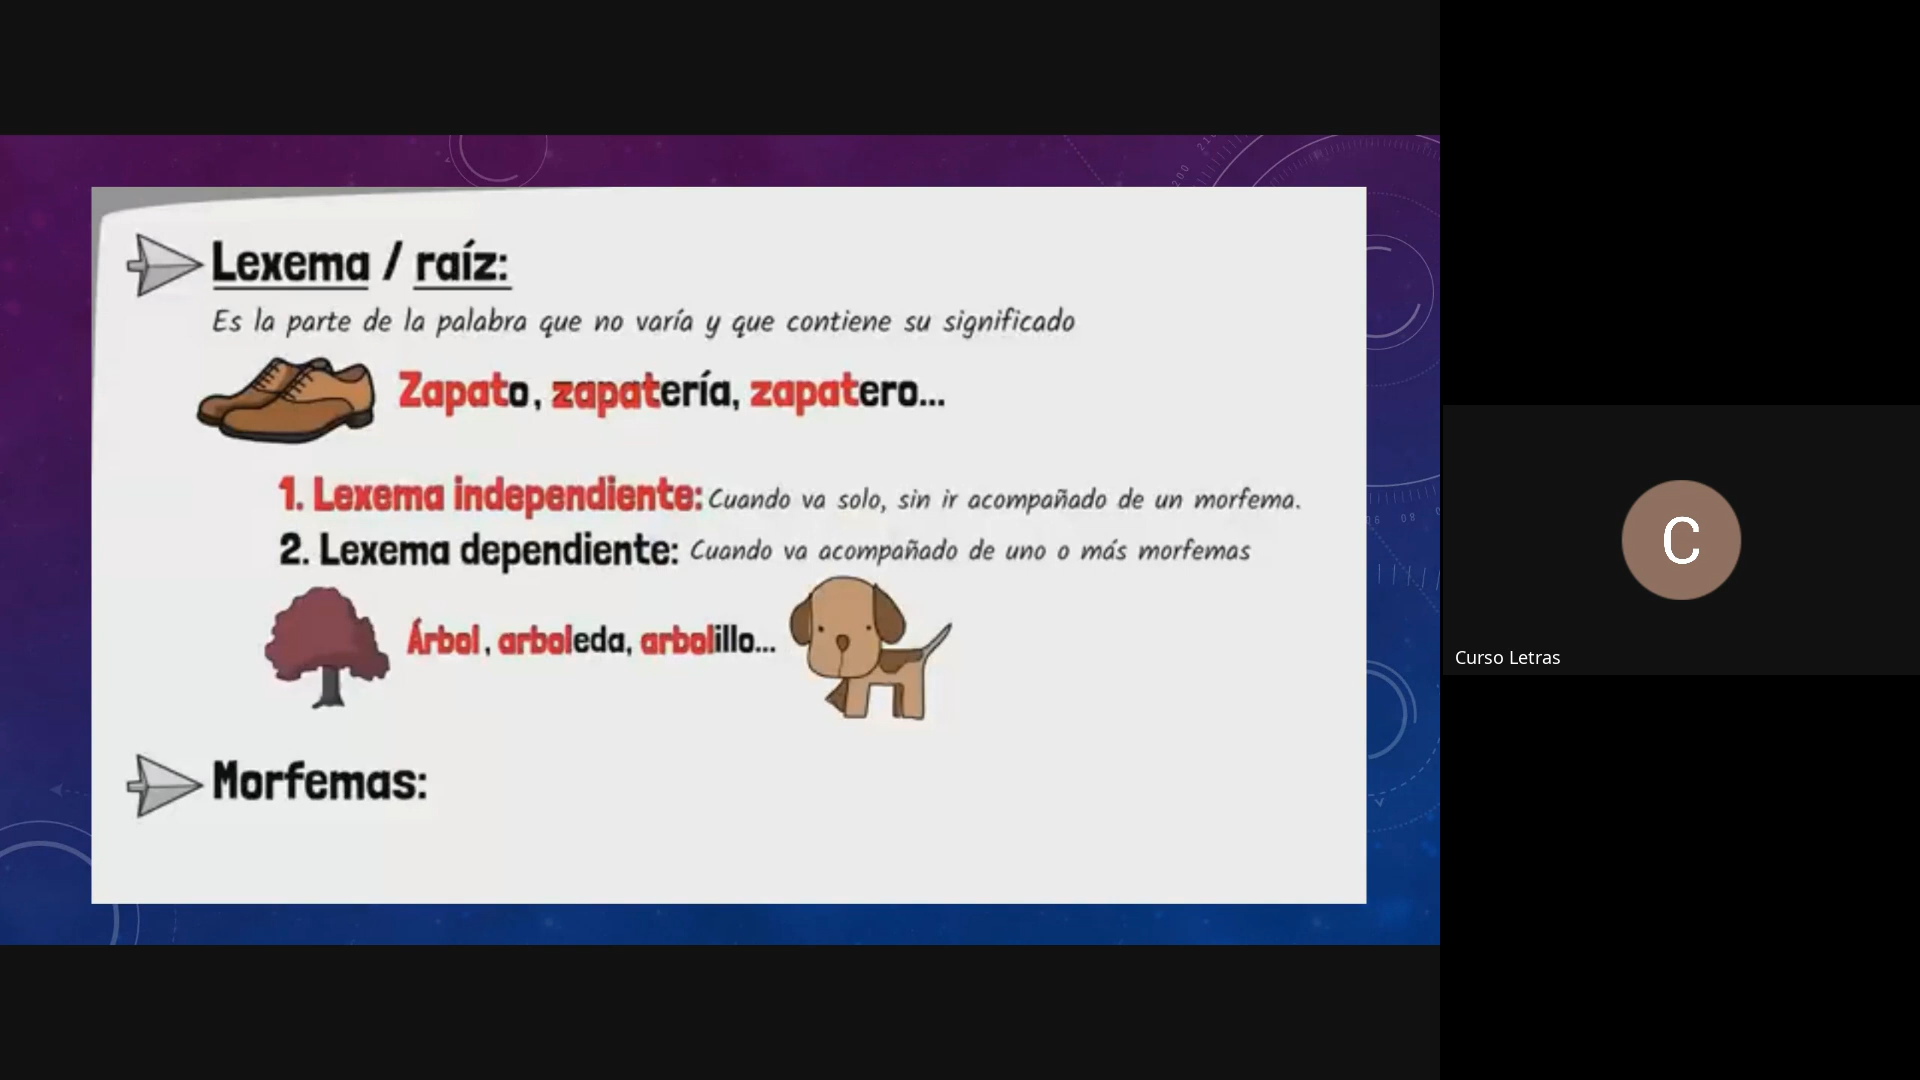 Lexema / raíz:
Es la parte de la palabra que no varía y que contiene su significado
Zapato, zapatería, zapatero...
1. Lexema independiente: Cuando va solo, sin ir acompañado de un morfema.
2. Lexema dependiente: Cuando va acompañado de uno o más morfemas
Árbol, arboleda, arbolillo...
Morfemas:
C
Curso Letras